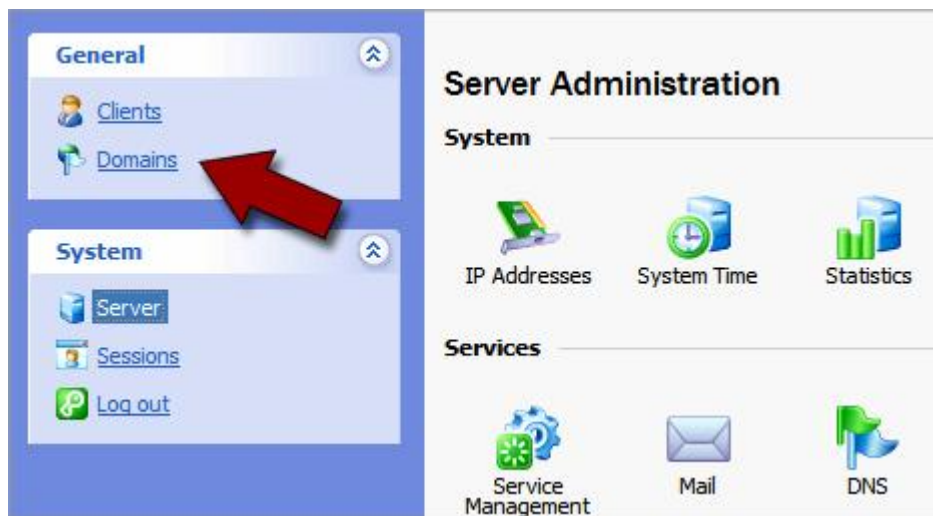 General
Clients
Domains
System
Server
Sessions
Log out
Server Administration
System
IP Addresses
System Time
Statistics
Services
Service
Management
Mail
DNS